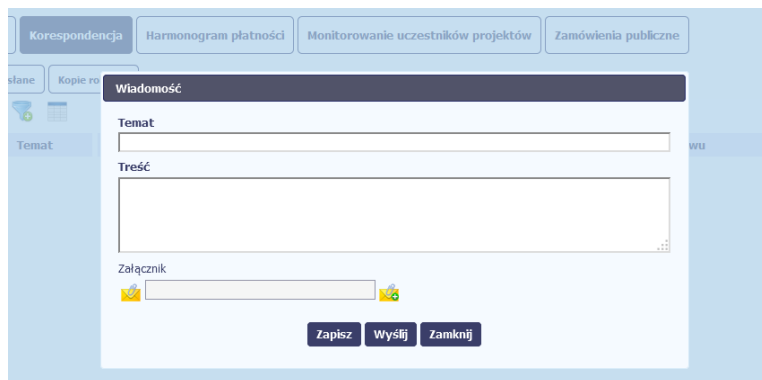 Korespondencja Harmonogram płatności Monitorowanie uczestników projektów Zamówienia publiczne
słane Kopie ro
Wiadomość
Temat
Temat
wu
Treść
Załącznik
Zapisz Wyślij Zamknij